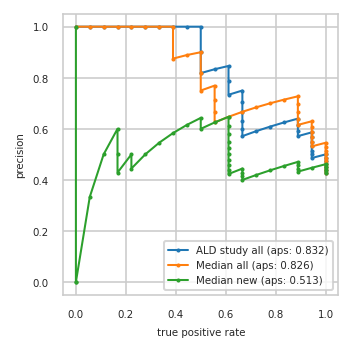 precision
1.0
0.8
0.6
0.4
0.2
0.0
ALD study all (aps: 0.832)
Median all (aps: 0.826)
Median new (aps: 0.513)
0.0 0.2 0.4 0.6 0.8 1.0
true positive rate